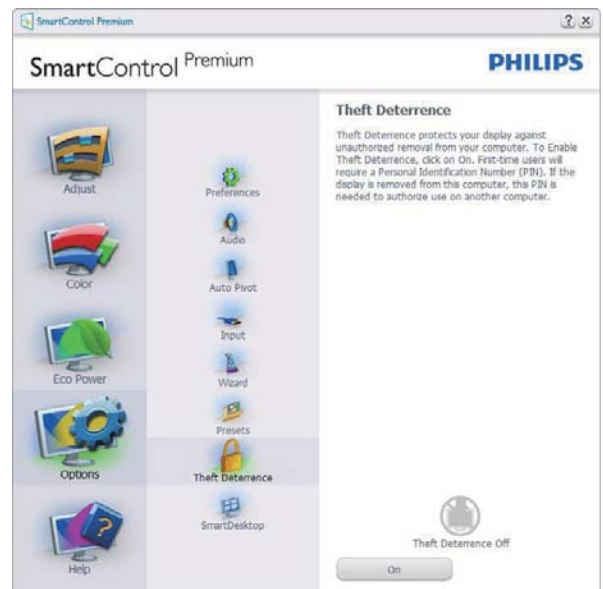 SmartControl Premium
SmartControl Premium
PHILIPS
Adjust
Color
Eco Power
Options
Help
Preferences
Audio
Auto Pivot
Input
Wizard
Presets
Theft Deterrence
SmartDesktop
Theft Deterrence
Theft Deterrence protects your display against
unauthorized removal from your computer. To Enable
Theft Deterrence, click on On. First-time users will
require a Personal Identification Number (PIN). If the
display is removed from this computer, this PIN is
needed to authorize use on another computer.
Theft Deterrence Off
On